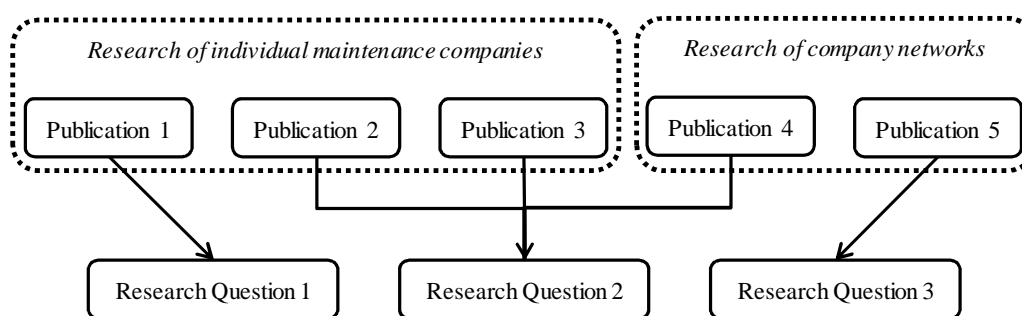 Research of individual maintenance companies
Research of company networks
Publication 1
Publication 2
Publication 3
Publication 4
Publication 5
Research Question 1
Research Question 2
Research Question 3